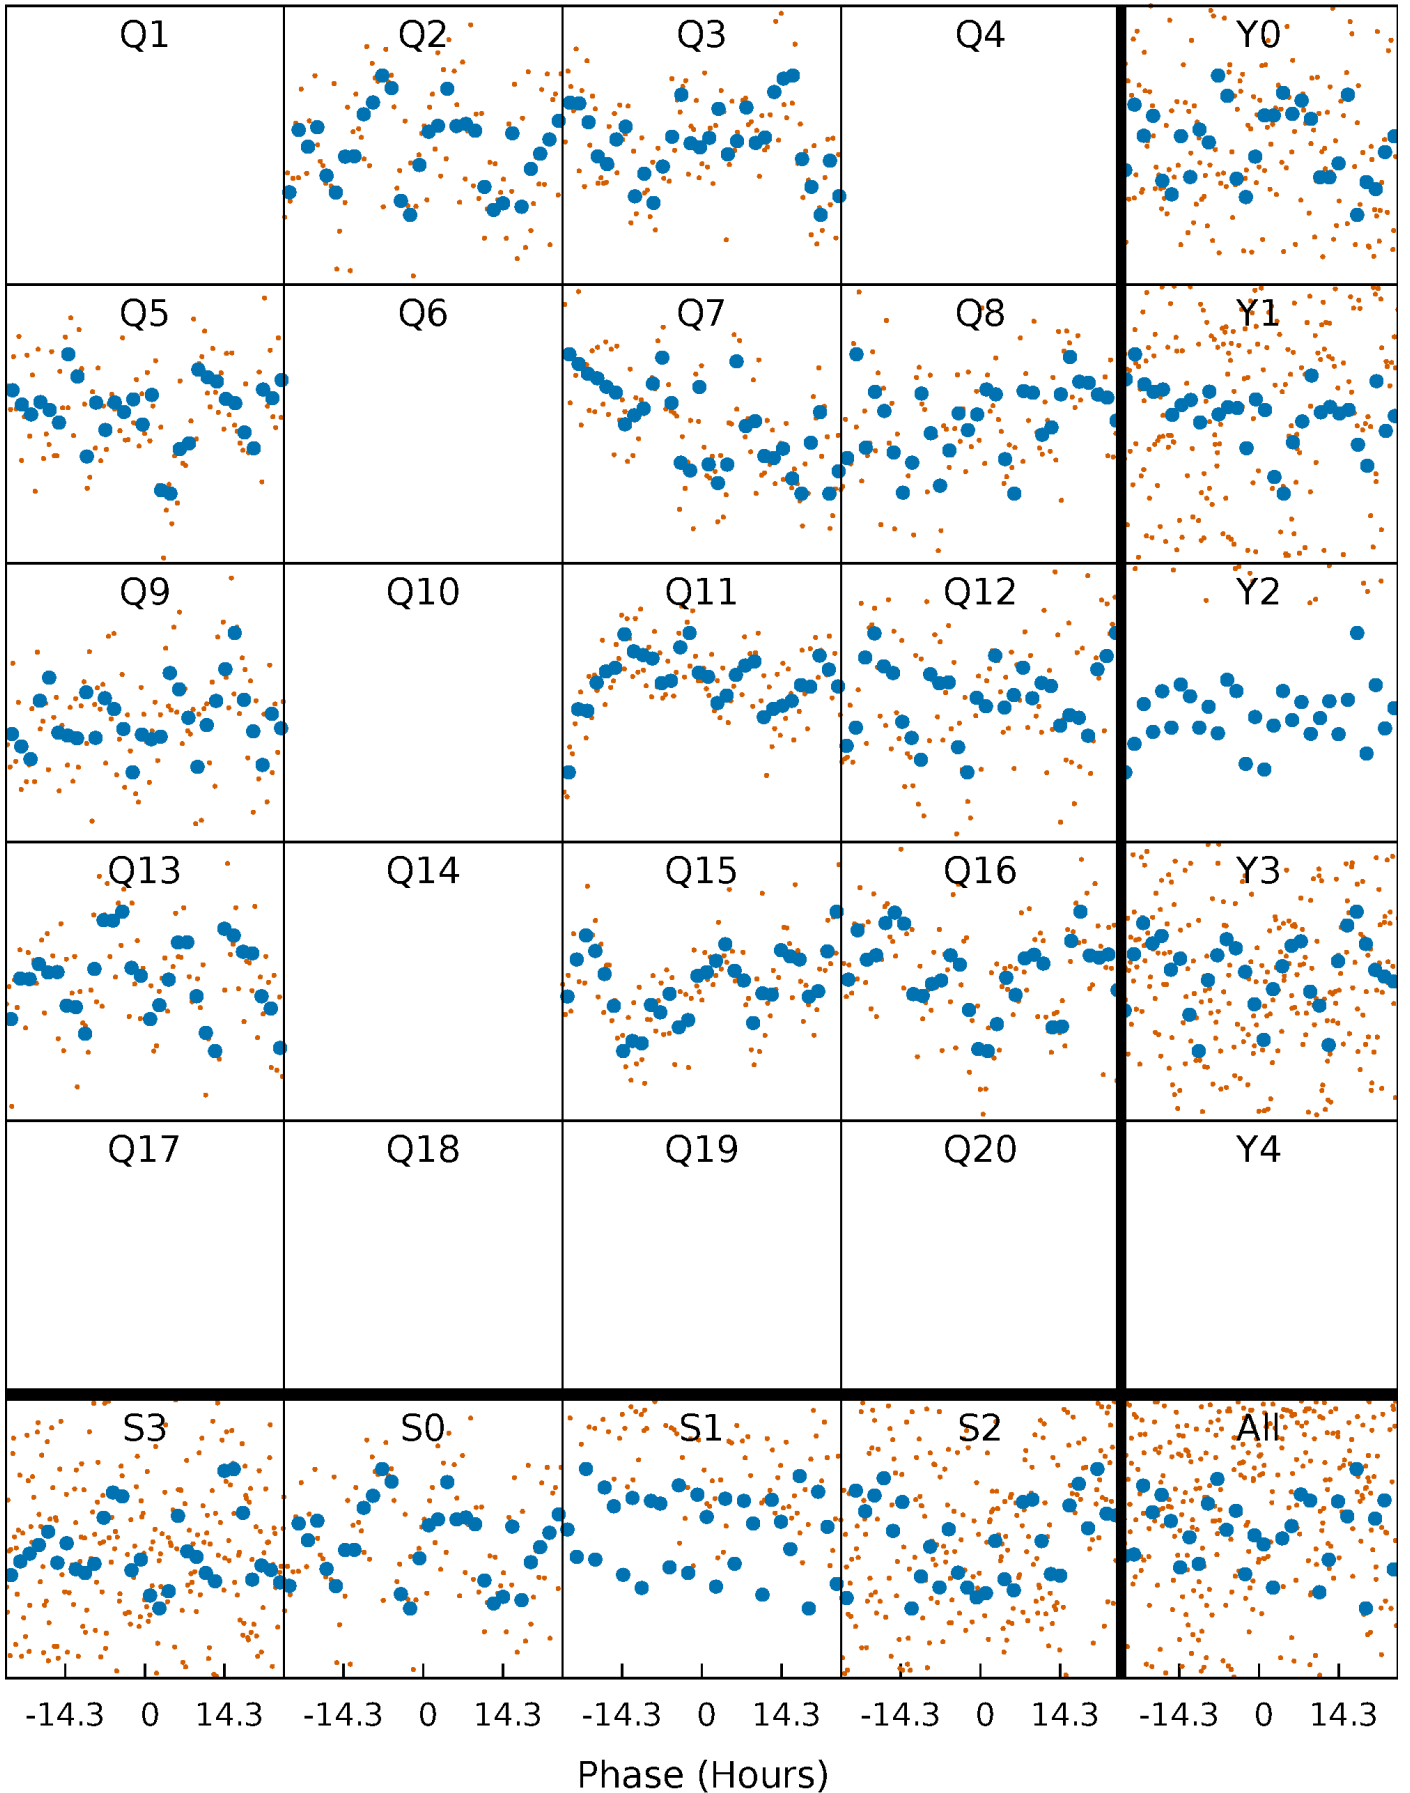 Q1 Q2 Q3 Q4 Y0
Q5 Q6 Q7 Q8 Y1
Q9 Q10 Q11 Q12 Y2
Q13 Q14 Q15 Q16 Y3
Q17 Q18 Q19 Q20 Y4
S3 S0 S1 S2 All
-14.3 0 14.3 -14.3 0 14.3 -14.3 0 14.3 -14.3 0 14.3 -14.3 0 14.3
Phase (Hours)